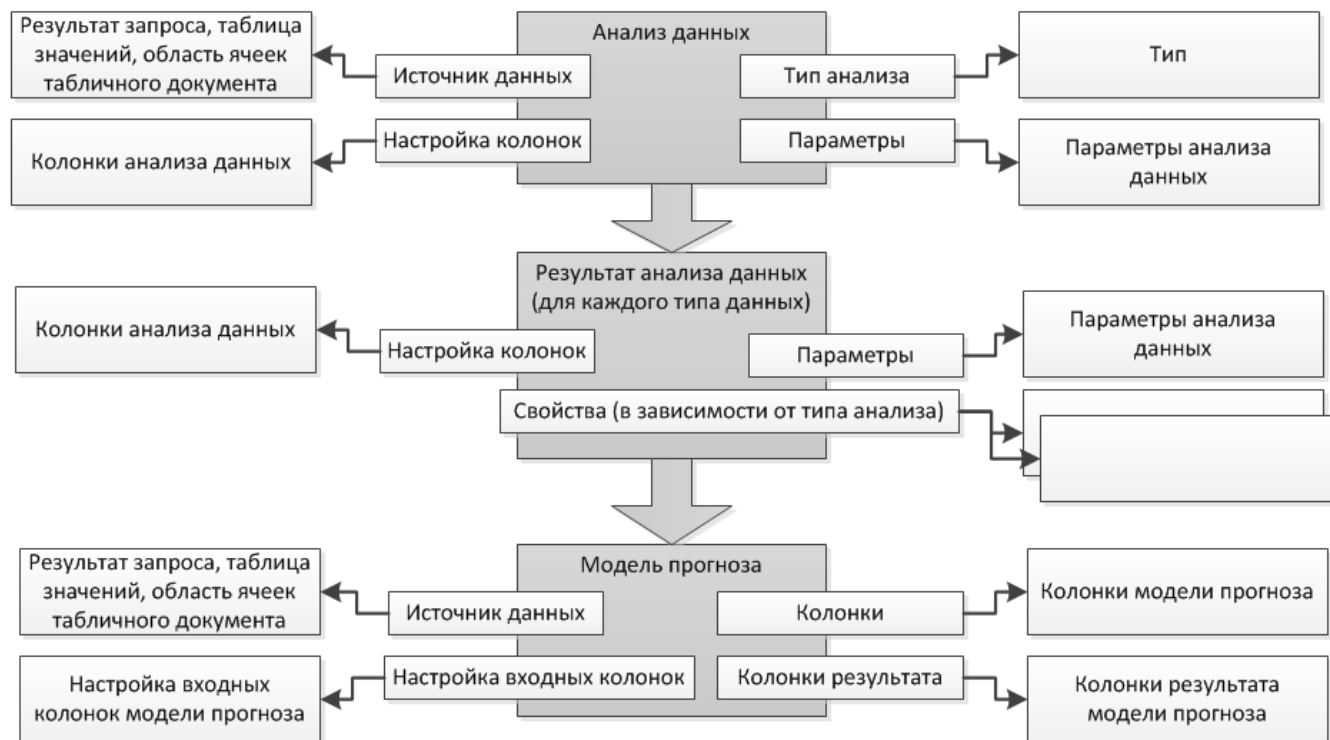 Результат запроса, таблица
значений, область ячеек
табличного документа
Анализ данных
Источник данных
Тип анализа
Тип
Колонки анализа данных
Настройка колонок
Параметры
Параметры анализа
данных
Результат анализа данных
(для каждого типа данных)
Колонки анализа данных
Настройка колонок
Параметры
Параметры анализа
данных
Свойства (в зависимости от типа анализа)
Модель прогноза
Результат запроса, таблица
значений, область ячеек
табличного документа
Источник данных
Колонки
Колонки модели прогноза
Настройка входных
колонок модели прогноза
Настройка входных колонок
Колонки результата
Колонки результата
модели прогноза